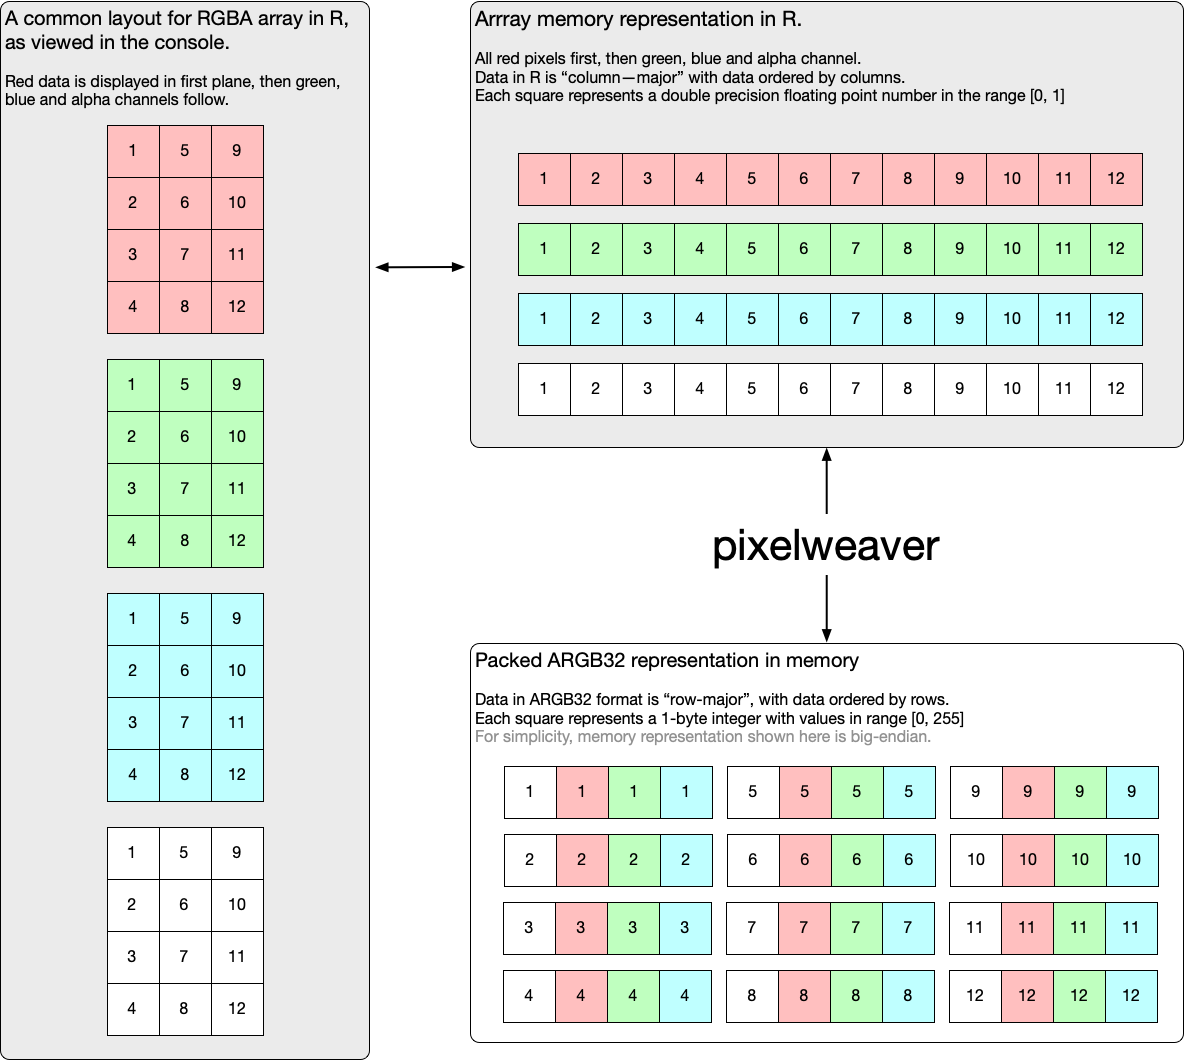 A common layout for RGBA array in R,
as viewed in the console.
Red data is displayed in first plane, then green,
blue and alpha channels follow.
1 5 9
2 6 10
3 7 11
4 8 12
1 5 9
2 6 10
3 7 11
4 8 12
1 5 9
2 6 10
3 7 11
4 8 12
1 5 9
2 6 10
3 7 11
4 8 12
Arrray memory representation in R.
All red pixels first, then green, blue and alpha channel.
Data in R is “column—major” with data ordered by columns.
Each square represents a double precision floating point number in the range [0, 1]
1 2 3 4 5 6 7 8 9 10 11 12
1 2 3 4 5 6 7 8 9 10 11 12
1 2 3 4 5 6 7 8 9 10 11 12
1 2 3 4 5 6 7 8 9 10 11 12
pixelweaver
Packed ARGB32 representation in memory
Data in ARGB32 format is “row-major”, with data ordered by rows.
Each square represents a 1-byte integer with values in range [0, 255]
For simplicity, memory representation shown here is big-endian.
1 1 1 1 5 5 5 5 9 9 9 9
2 2 2 2 6 6 6 6 10 10 10 10
3 3 3 3 7 7 7 7 11 11 11 11
4 4 4 4 8 8 8 8 12 12 12 12